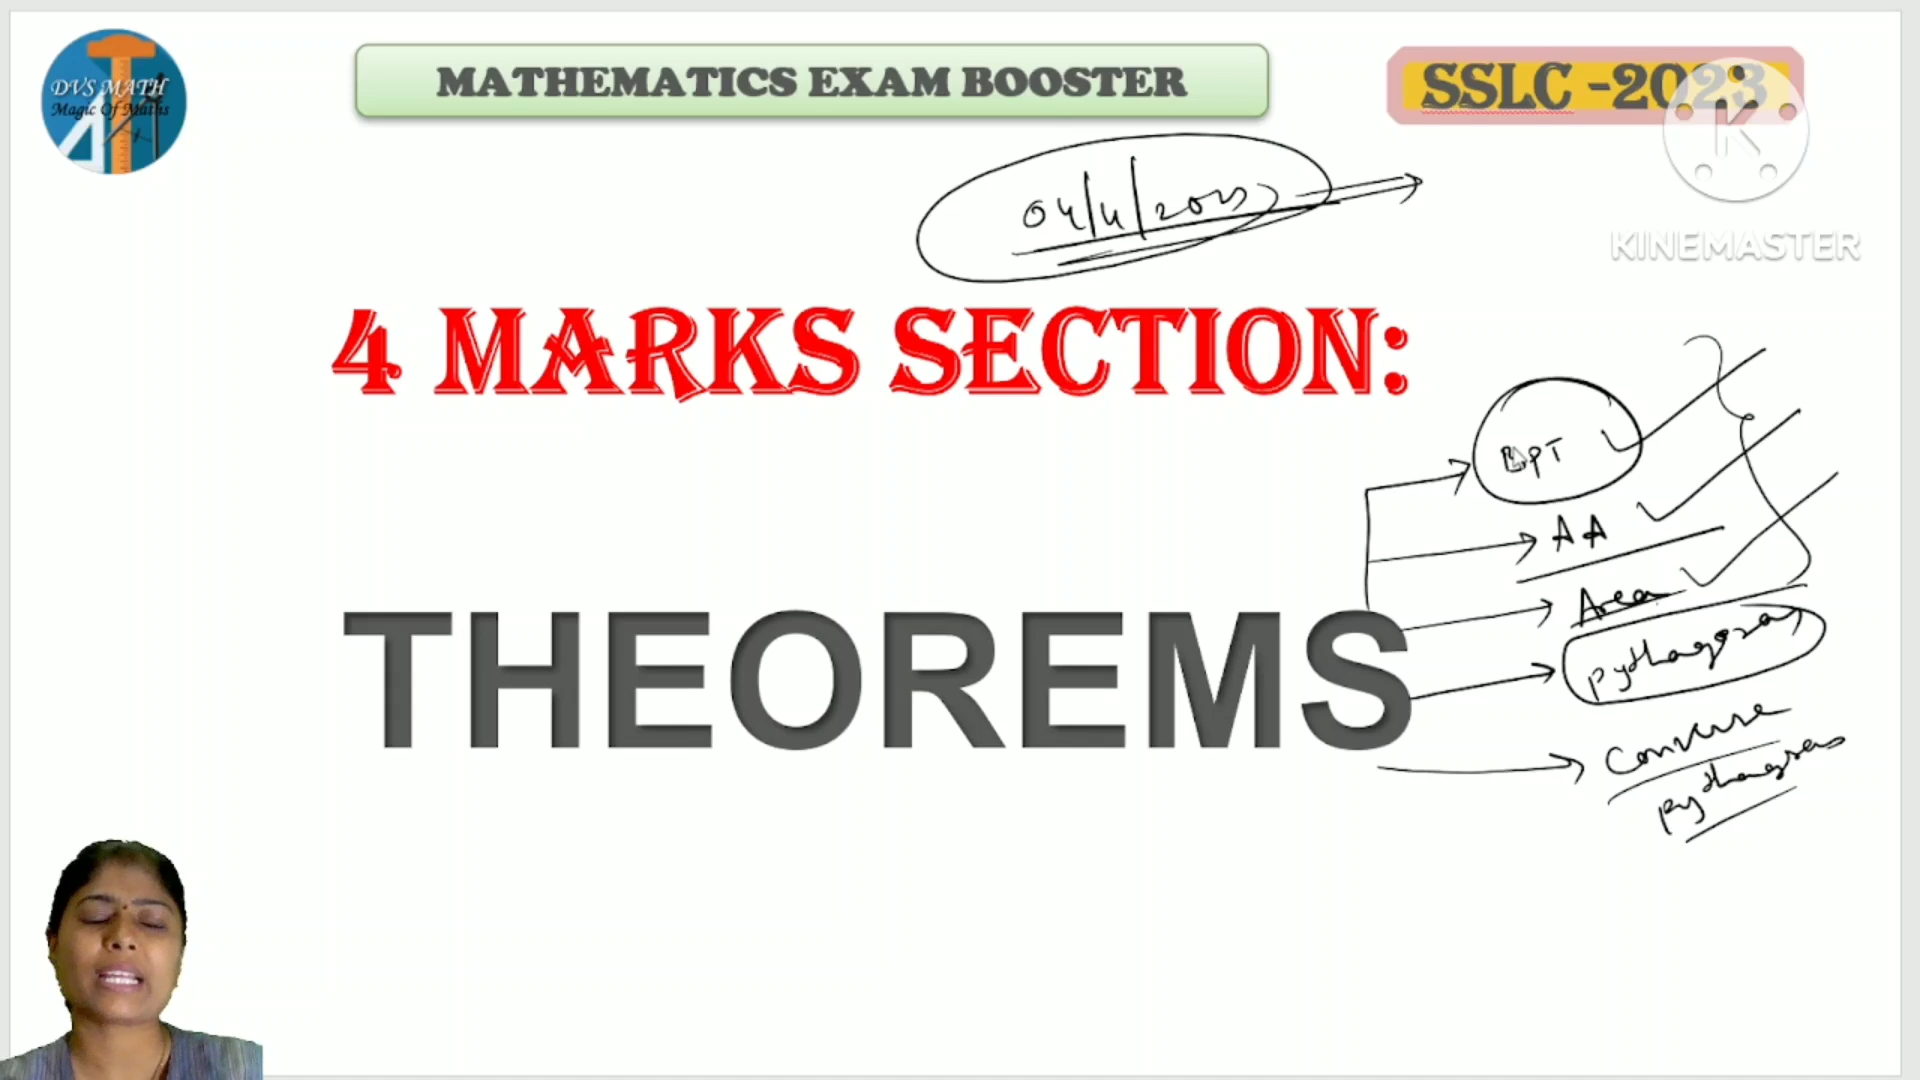 DVS MATH
Magic Of Maths
MATHEMATICS EXAM BOOSTER
SSLC -2023
KINEMASTER
04/4/2023
4 MARKS SECTION:
BPT
AA
Area
THEOREMS
pythagoras
Converse
pythagoras